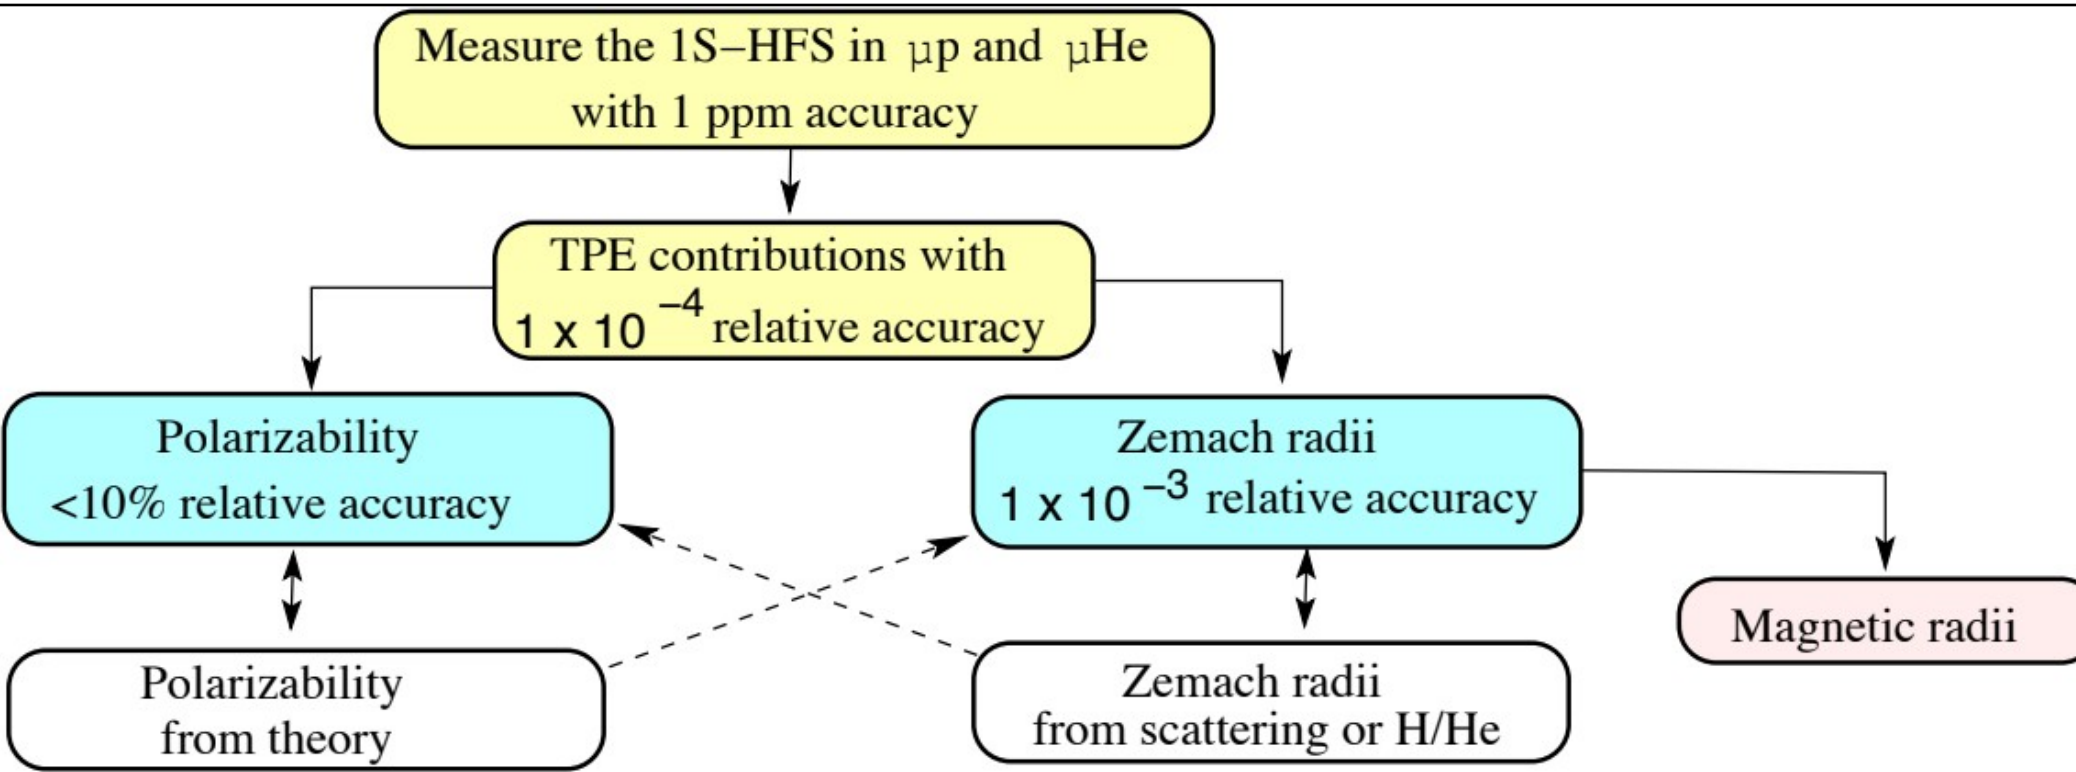 Measure the 1S–HFS in μp and μHe
with 1 ppm accuracy
TPE contributions with
1 x 10 ⁻⁴ relative accuracy
Polarizability
<10% relative accuracy
Zemach radii
1 x 10 ⁻³ relative accuracy
Magnetic radii
Polarizability
from theory
Zemach radii
from scattering or H/He